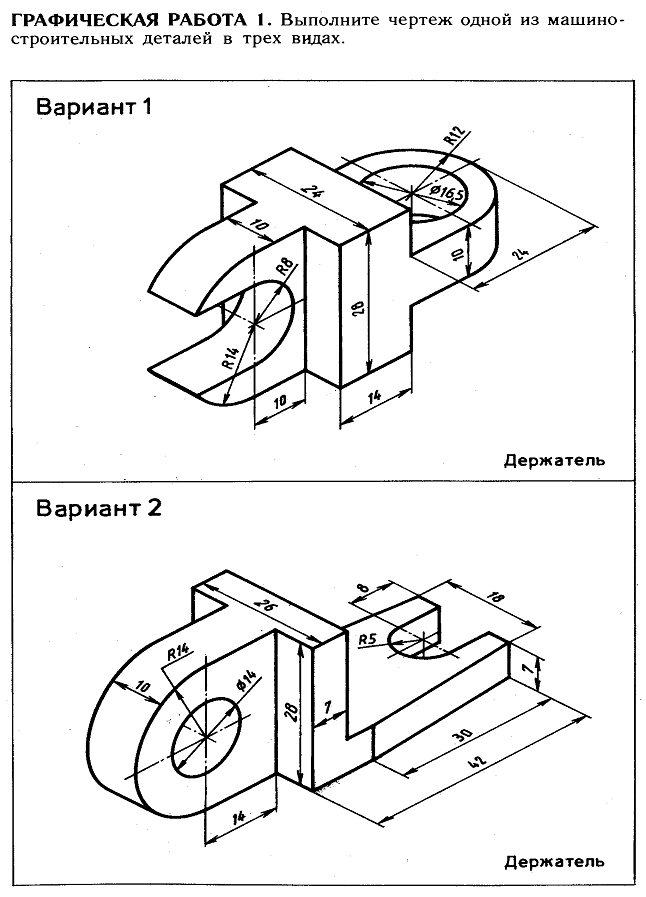 ГРАФИЧЕСКАЯ РАБОТА 1. Выполните чертеж одной из машино-
строительных деталей в трех видах.
Вариант 1
R12
24
Ø16,5
10
R8
10
24
28
R14
10
14
Держатель
Вариант 2
8
26
18
R14
R5
10
Ø14
7
28
7
30
42
14
Держатель